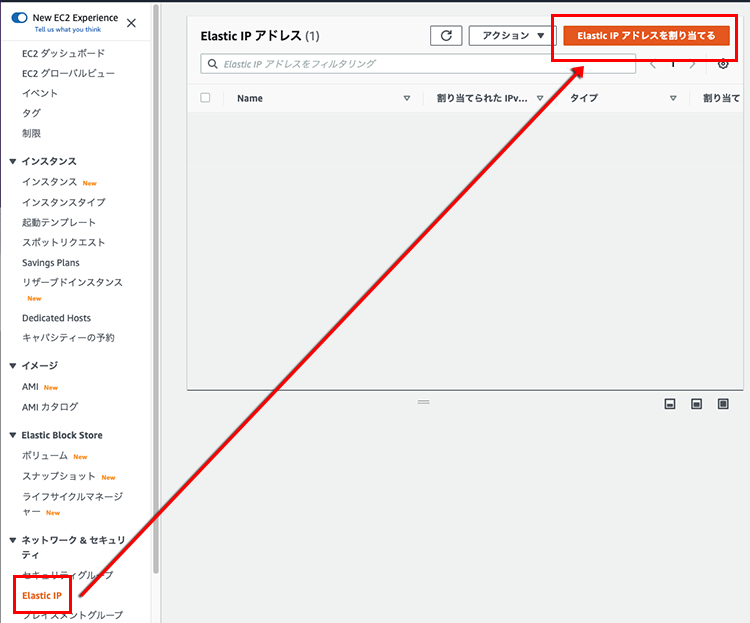 New EC2 Experience
Tell us what you think
EC2 ダッシュボード
EC2 グローバルビュー
イベント
タグ
制限
インスタンス
インスタンス New
インスタンスタイプ
起動テンプレート
スポットリクエスト
Savings Plans
リザーブドインスタンス
New
Dedicated Hosts
キャパシティーの予約
イメージ
AMI New
AMI カタログ
Elastic Block Store
ボリューム New
スナップショット New
ライフサイクルマネージ
ャー New
ネットワーク & セキュリ
ティ
セキュリティグループ
Elastic IP
プレイスメントグループ
Elastic IP アドレス (1)
アクション
Elastic IP アドレスを割り当てる
Elastic IP アドレスをフィルタリング
1
Name
割り当てられた IPv...
タイプ
割り当て